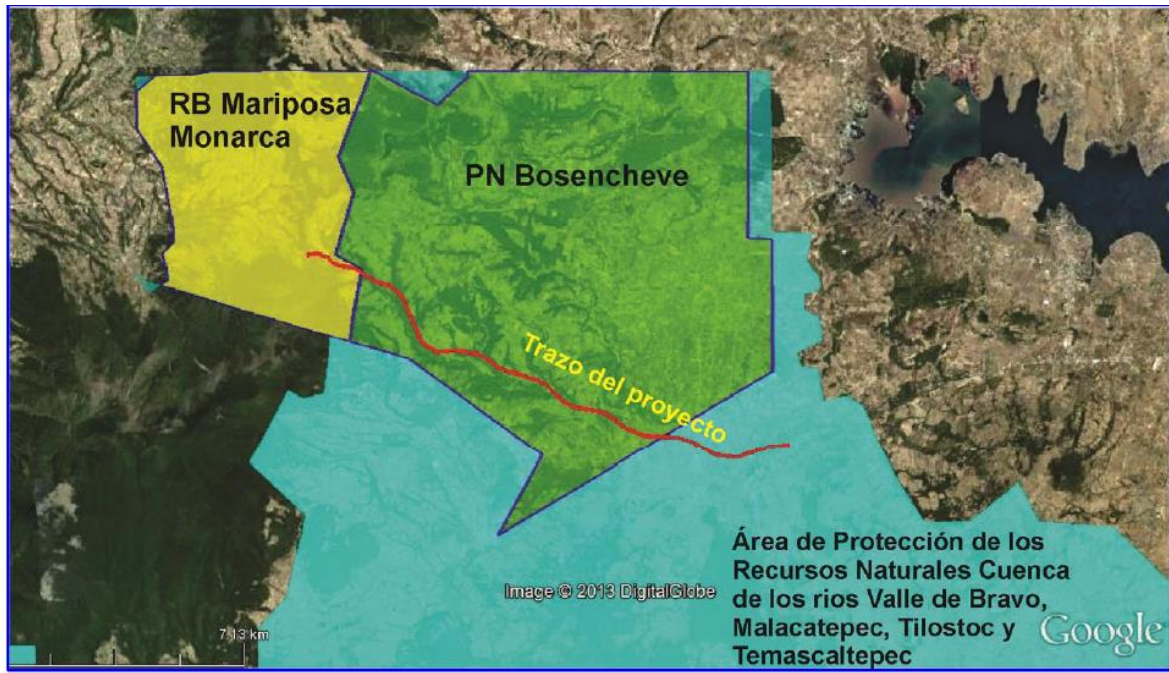 RB Mariposa
Monarca
PN Bosencheve
Trazo del proyecto
Área de Protección de los
Recursos Naturales Cuenca
de los rios Valle de Bravo,
Malacatepec, Tilostoc y
Temascaltepec
Image © 2013 DigitalGlobe
Google
7.13 km